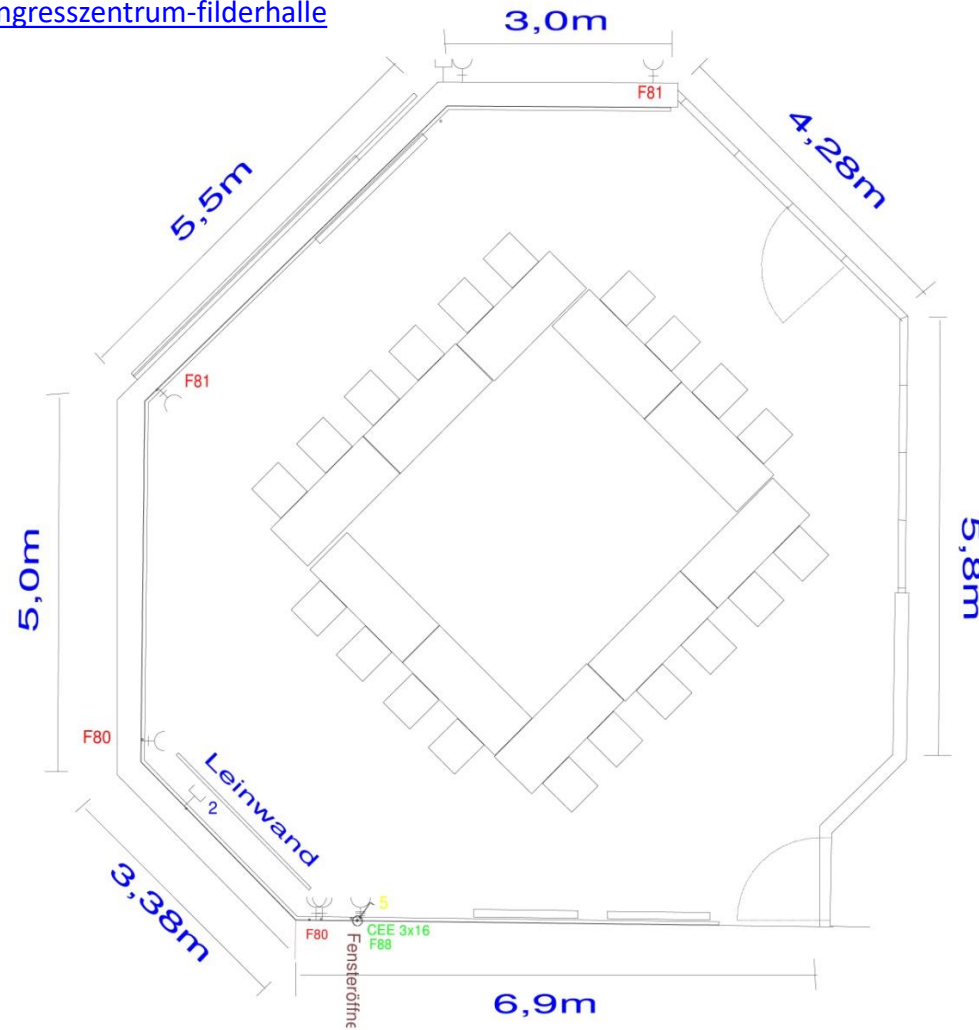 ngresszentrum-filderhalle
3,0m
F81
4,28m
5,5m
F81
5,0m
5,8m
F80
Leinwand
2
3,38m
5
F80
CEE 3x16
F88
Fensteröffne
6,9m